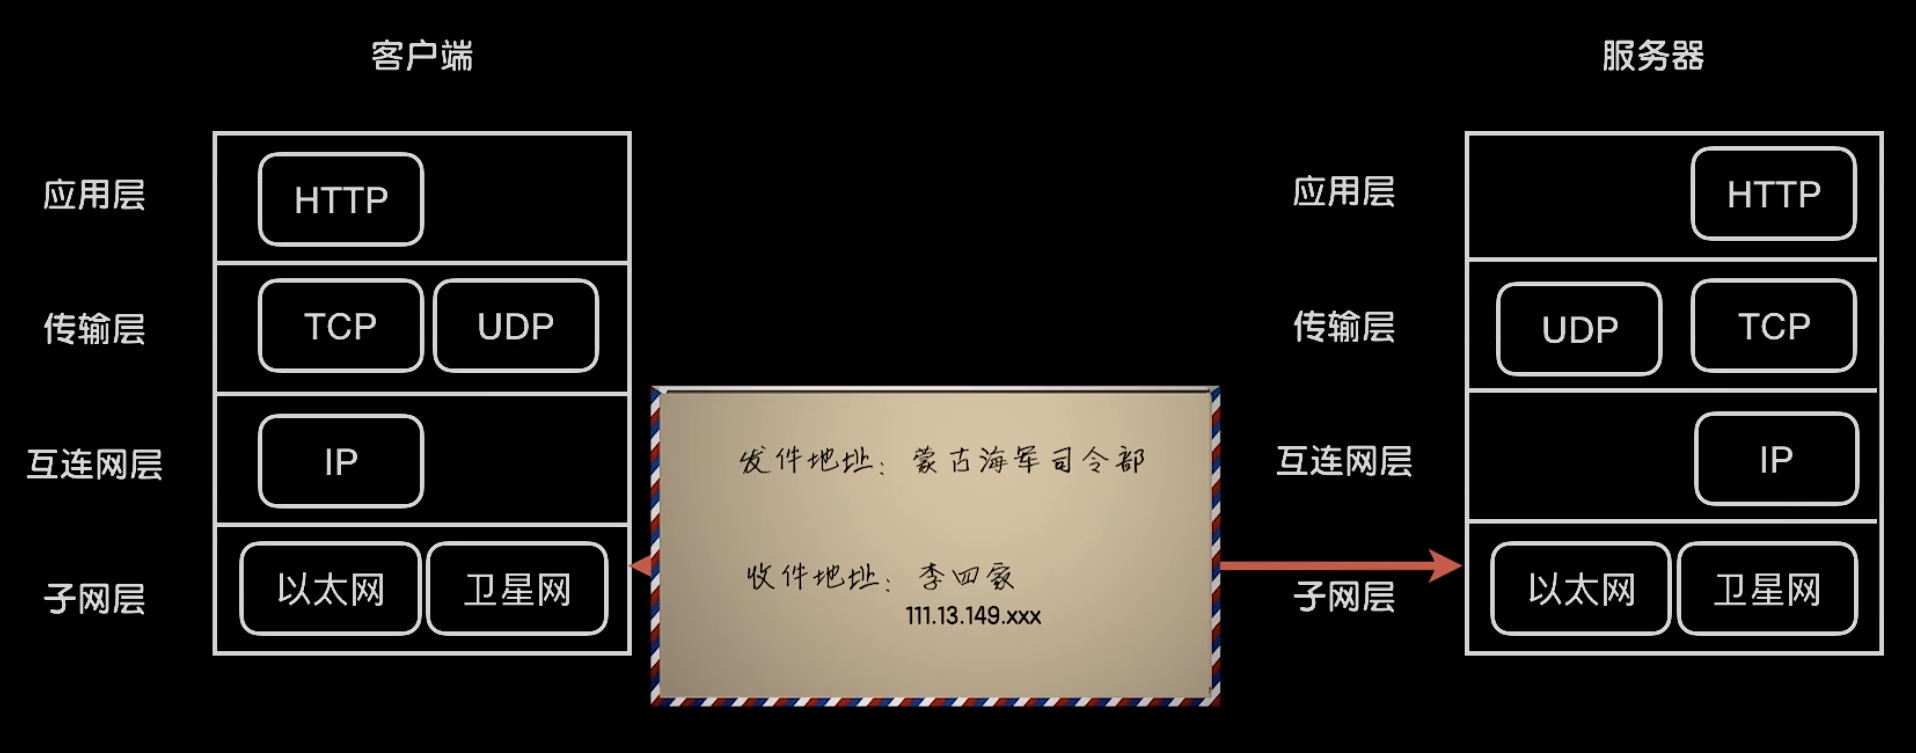 客户端
服务器
应用层
HTTP
应用层
HTTP
传输层
TCP
UDP
传输层
UDP
TCP
互连网层
IP
发件地址：蒙古海军司令部
互连网层
IP
子网层
以太网
卫星网
收件地址：李四家
111.13.149.xxx
子网层
以太网
卫星网